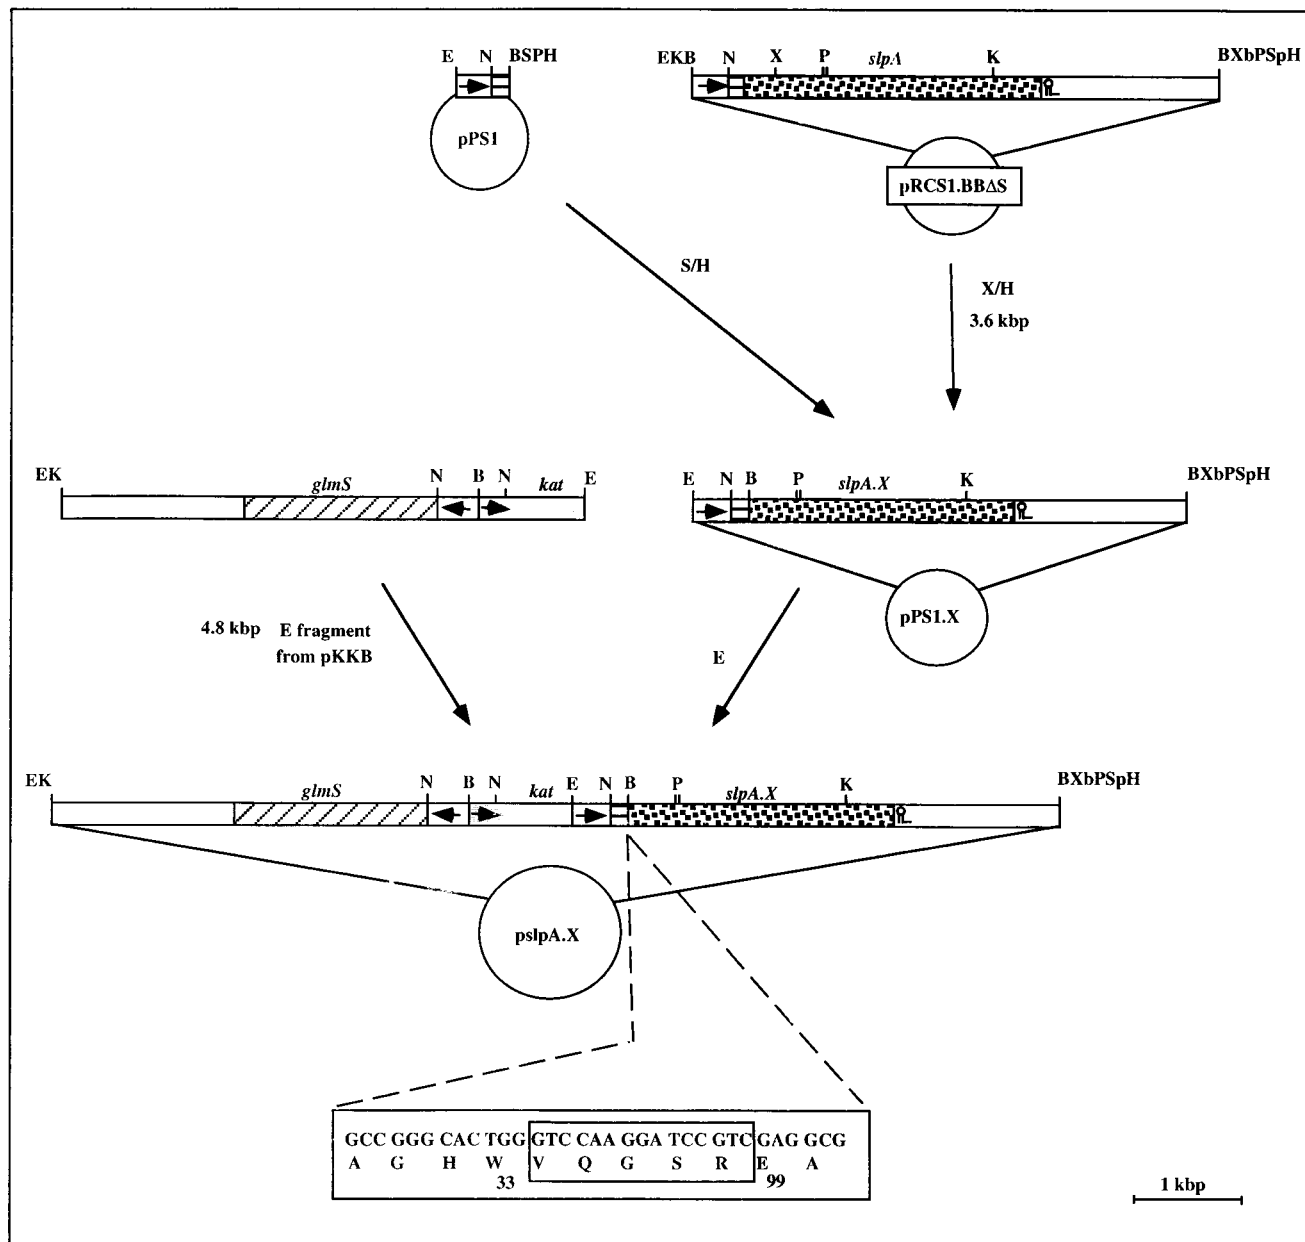 E N BSPH
EKB N X P slpA K BXbPSpH
pPS1
pRCS1.BBΔS
S/H
X/H
3.6 kbp
EK glmS N B N kat E
E N B P slpA.X K BXbPSpH
pPS1.X
4.8 kbp E fragment
from pKKB
E
EK glmS N B N kat E N B P slpA.X K BXbPSpH
pslpA.X
GCC GGG CAC TGG GTC CAA GGA TCC GTC GAG GCG
A G H W V Q G S R E A
33 99
1 kbp